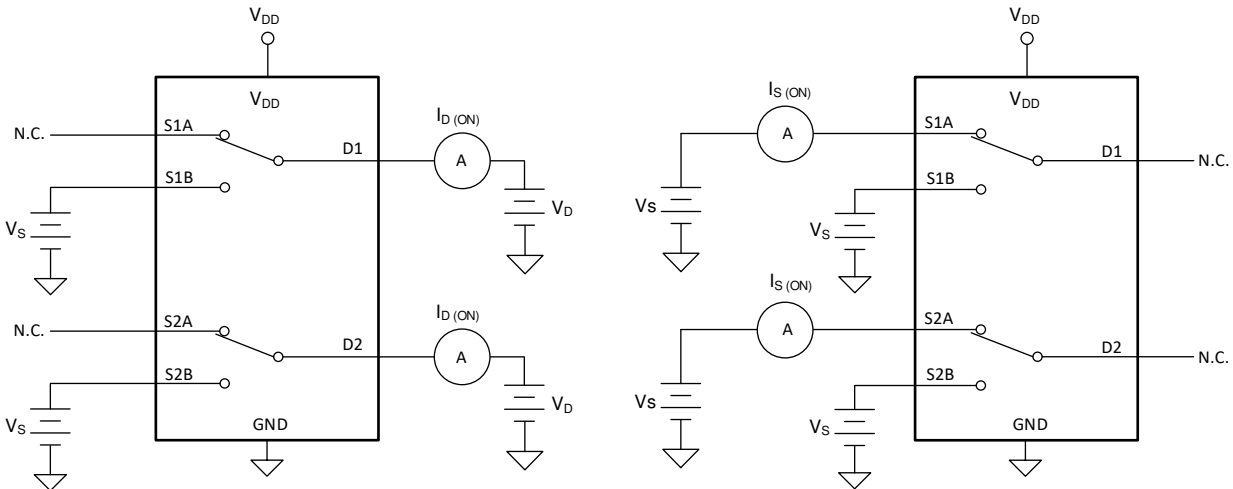 VDD
VDD
N.C.
S1A
D1
ID (ON)
A
S1B
VS
VD
N.C.
S2A
D2
ID (ON)
A
S2B
VS
VD
GND
VDD
VDD
IS (ON)
A
S1A
D1
N.C.
S1B
Vs
VS
IS (ON)
A
S2A
D2
N.C.
S2B
Vs
VS
GND